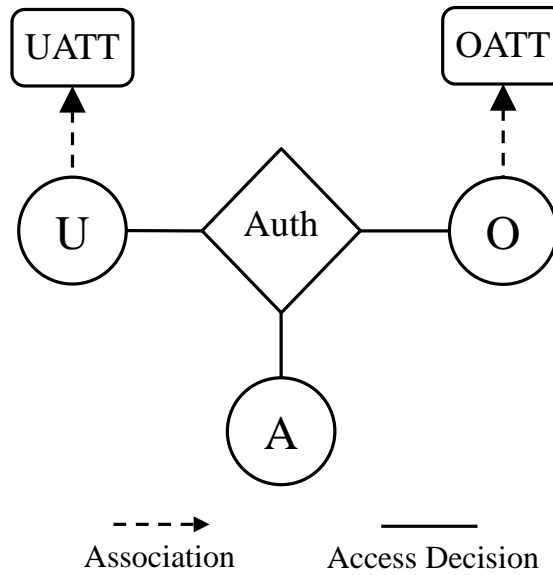 UATT
OATT
U
Auth
O
A
Association
Access Decision